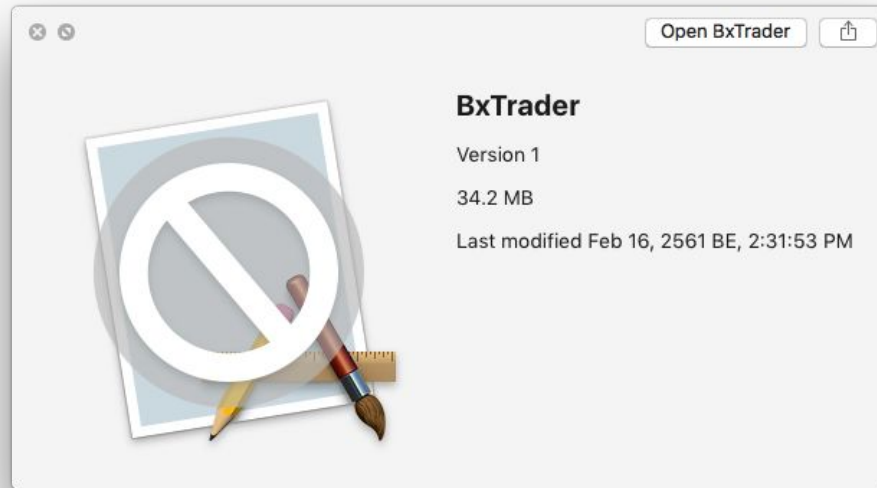 Open BxTrader
BxTrader
Version 1
34.2 MB
Last modified Feb 16, 2561 BE, 2:31:53 PM